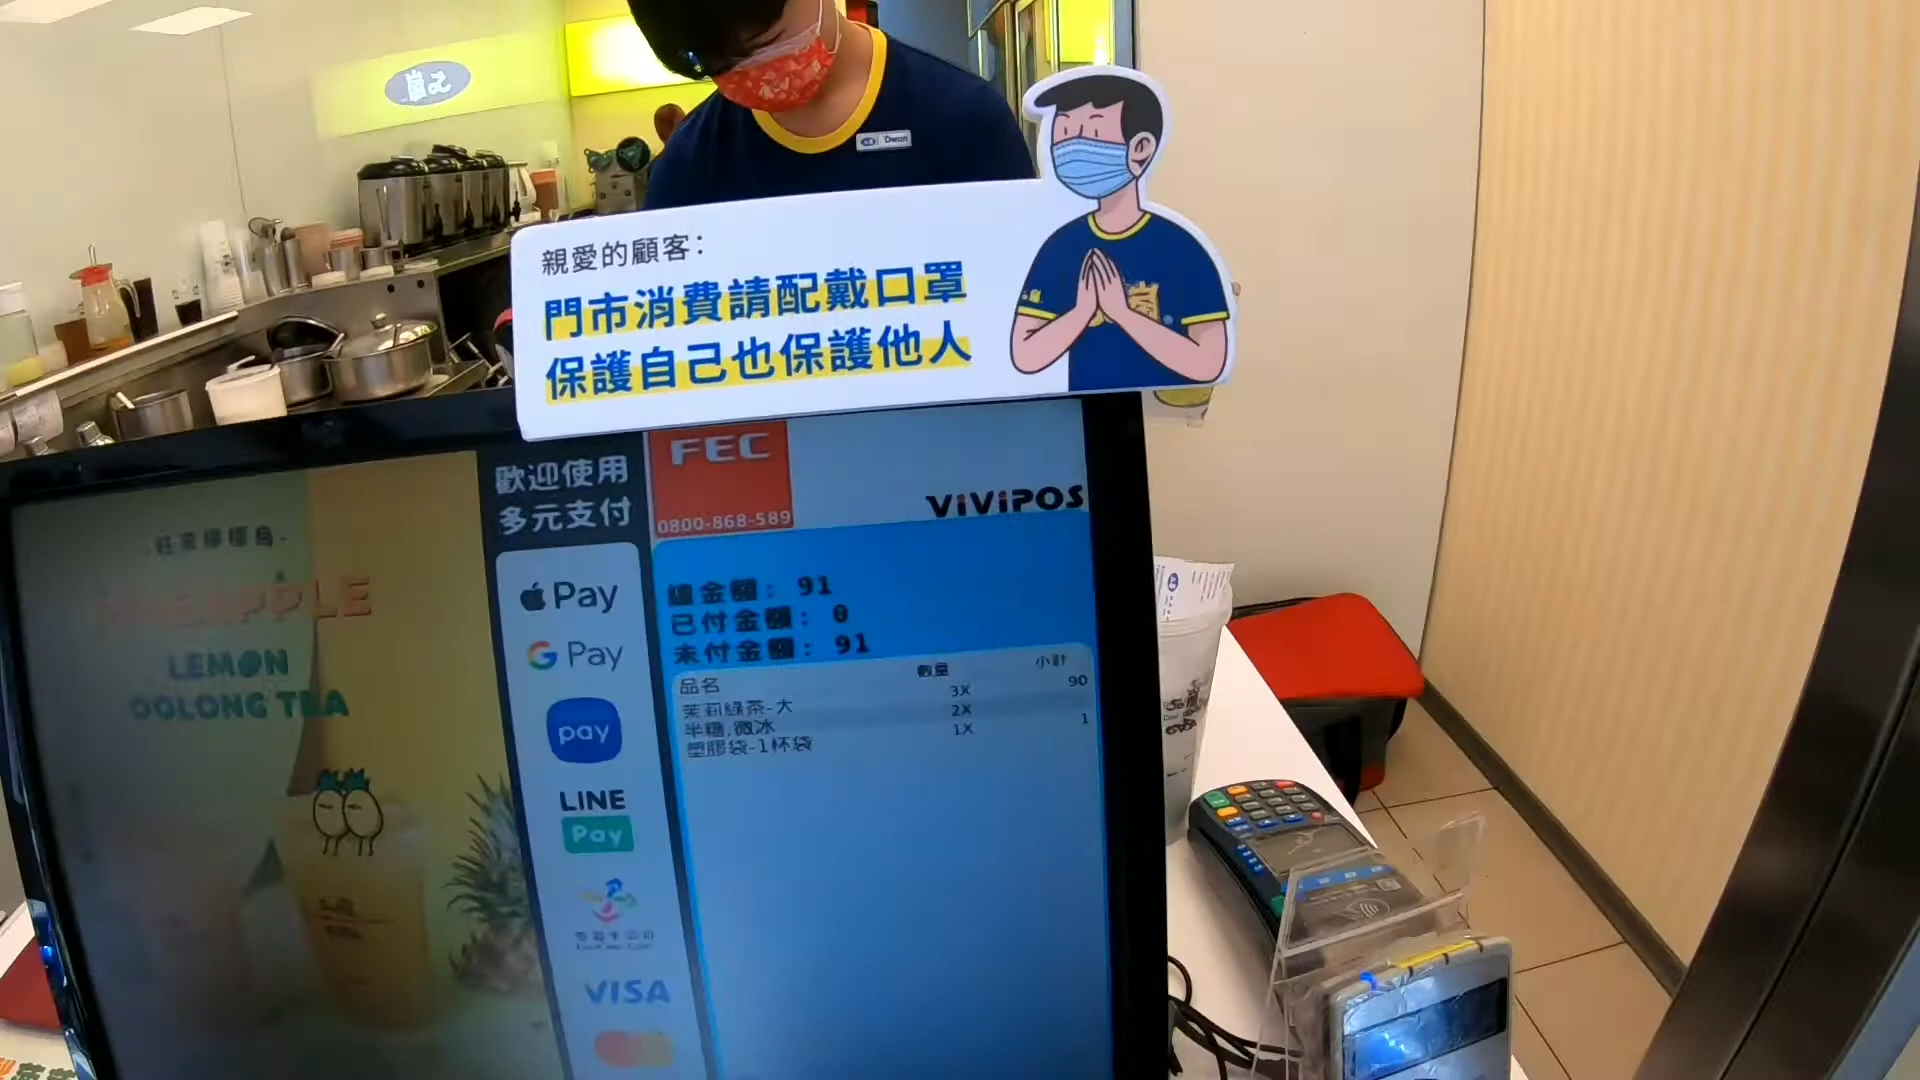 Dwan
親愛的顧客：
門市消費請配戴口罩
保護自己也保護他人
歡迎使用
多元支付
FEC
0800-868-589
ViViPOS
LEMON
OOLONG TEA
Pay
G Pay
pay
LINE
Pay
VISA
總金額： 91
已付金額： 0
未付金額： 91
品名 數量 小計
茉莉綠茶-大 3X 90
半糖,微冰 2X
塑膠袋-1杯袋 1X 1